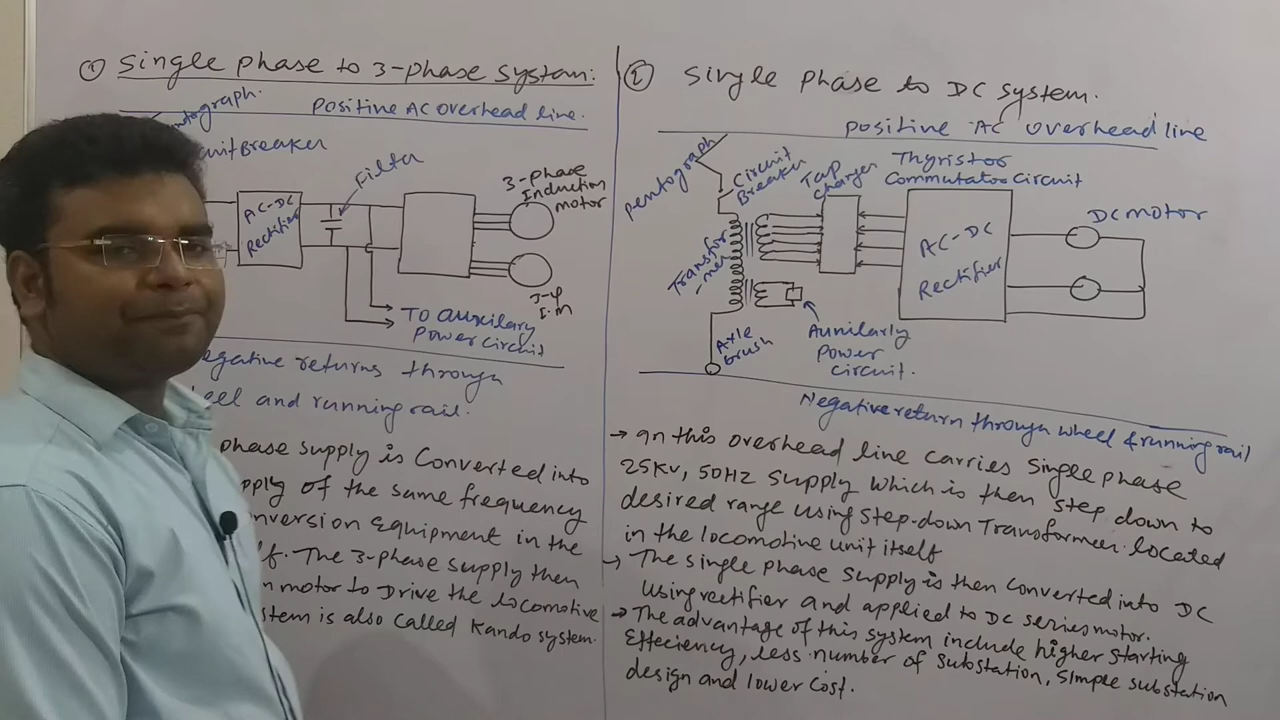 ① Single phase to 3-phase system:
Positive AC overhead line.
Circuit Breaker
Filter
AC-DC
Rectifier
3-phase
Induction
motor
3-φ
I.M
To auxilary
Power circuit
Negative returns through
and running rail.
phase supply is Converted into
of the same frequency
Equipment in the
The 3-phase supply then
motor to Drive the locomotive
is also called Kando system.
② Single phase to DC system.
Positive AC overhead line
Pentograph
Circuit
Breaker
Tap
Changer
Thyristor
Commutator Circuit
Transfor
-mer
AC-DC
Rectifier
DC motor
Axle
brush
Auxilarly
Power
circuit.
Negative return through wheel & running rail
→ In this overhead line carries Single phase
25KV, 50HZ Supply which is then step down to
desired range using step-down Transformer located
in the locomotive unit itself
→ The single phase supply is then converted into DC
Using rectifier and applied to DC series motor.
→ The advantage of this system include higher starting
Effeciency, less number of substation, simple substation
design and lower cost.